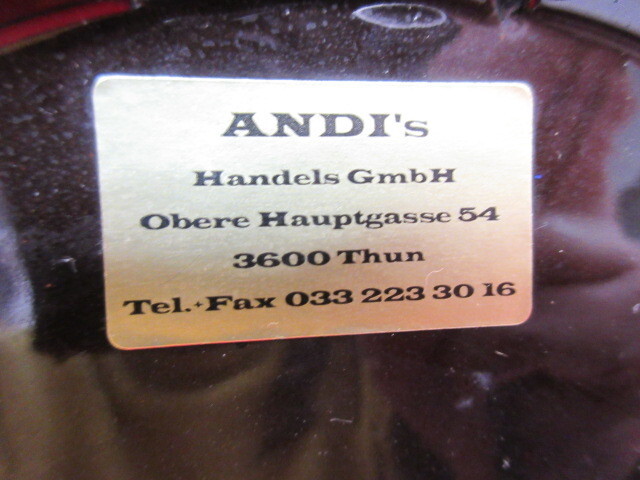 ANDI's
Handels GmbH
Obere Hauptgasse 54
3600 Thun
Tel.+Fax 033 223 30 16